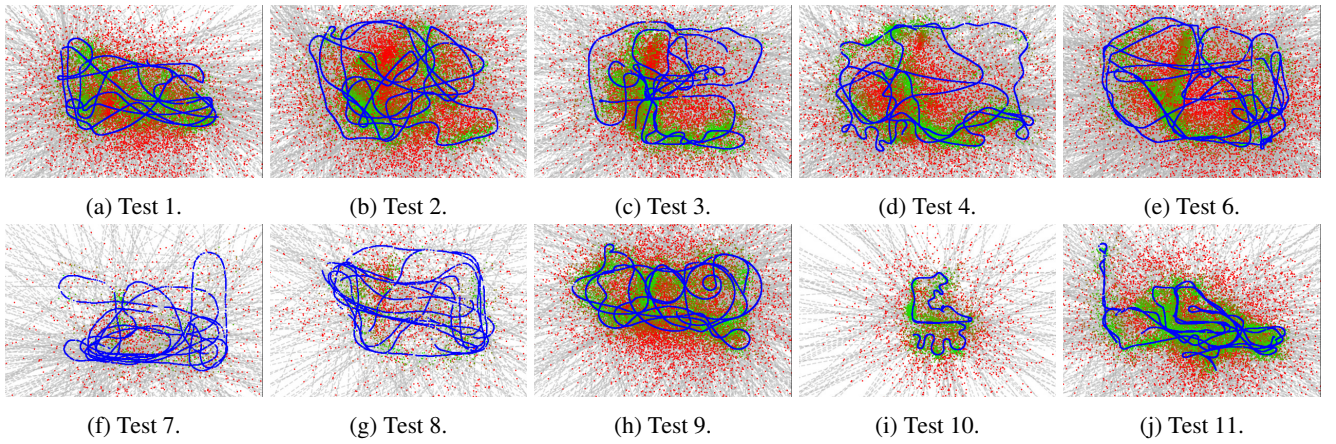 (a) Test 1. (b) Test 2. (c) Test 3. (d) Test 4. (e) Test 6.
(f) Test 7. (g) Test 8. (h) Test 9. (i) Test 10. (j) Test 11.